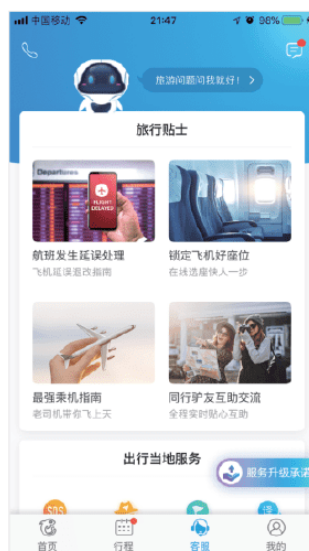 中国移动 21:47 98%
旅游问题问我就好！ >
旅行贴士
Departures
FLIGHT
DELAYED
航班发生延误处理
飞机延误退改指南
锁定飞机好座位
在线选座快人一步
最强乘机指南
老司机带你飞上天
同行驴友互助交流
全程实时贴心互助
出行当地服务
服务升级承诺
SOS
译
首页
行程
客服
我的